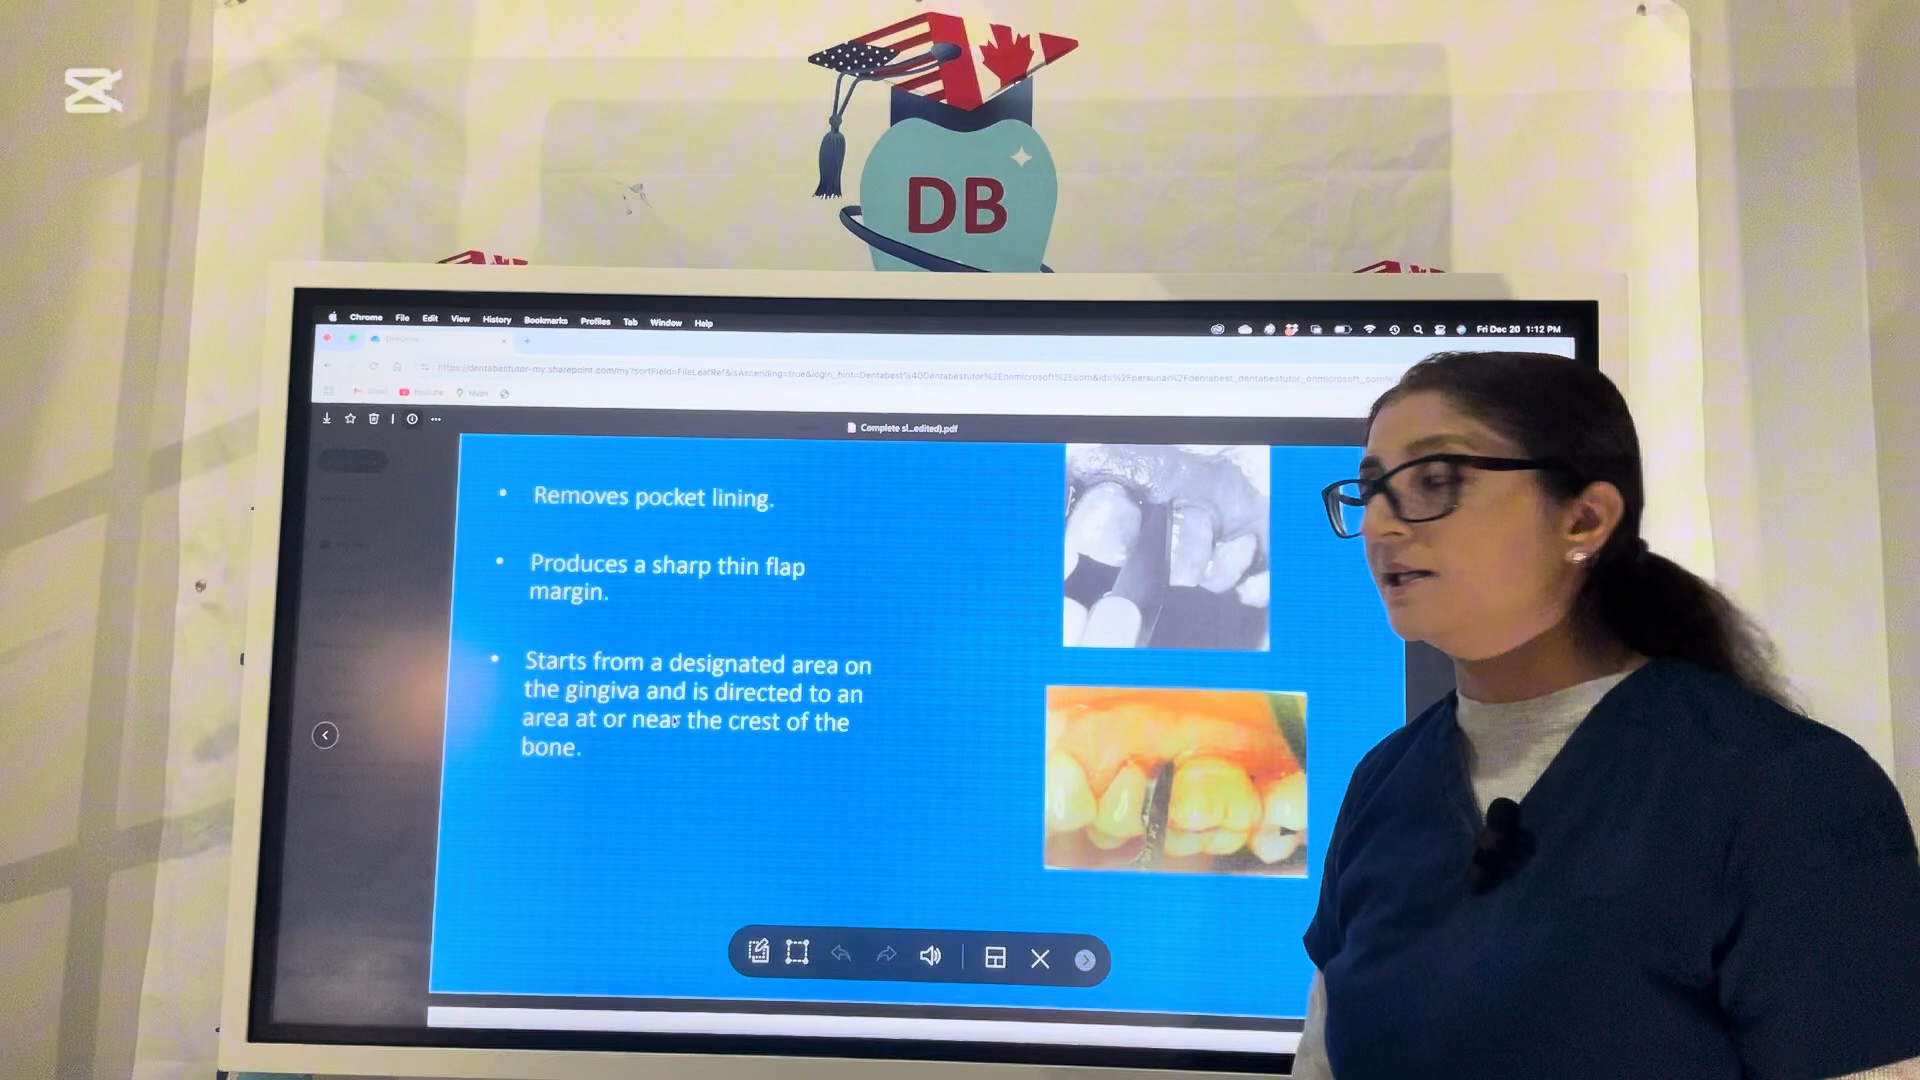 DB
Chrome File Edit View History Bookmarks Profiles Tab Window Help
Fri Dec 20 1:12 PM
YouTube
Maps
Complete sl...edited).pdf
• Removes pocket lining.
• Produces a sharp thin flap
margin.
• Starts from a designated area on
the gingiva and is directed to an
area at or near the crest of the
bone.